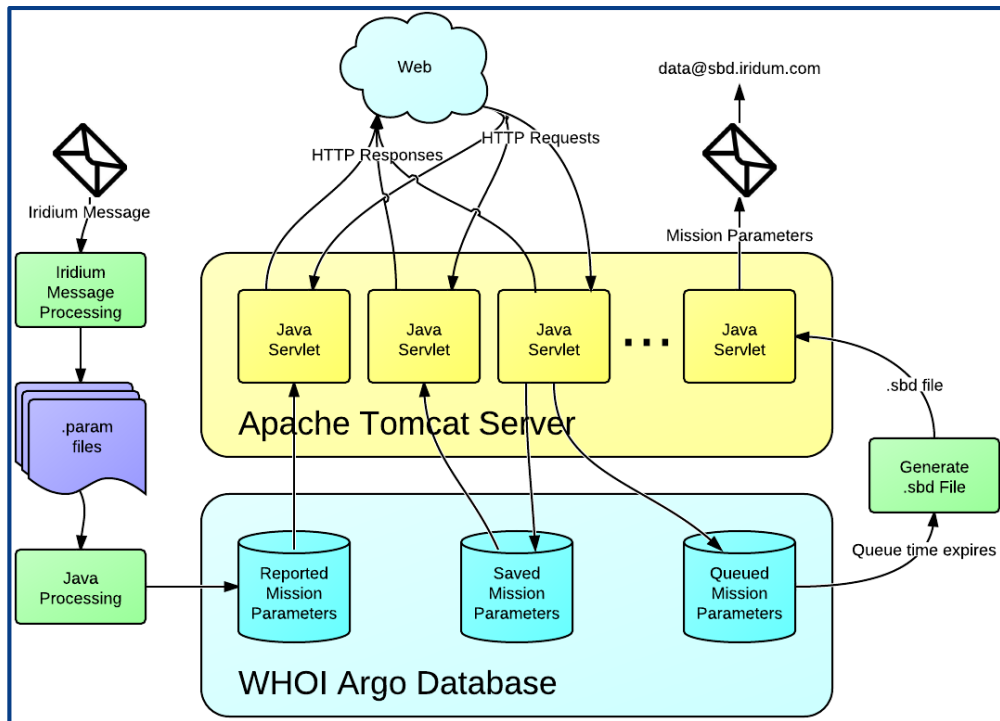 Web
data@sbd.iridum.com
HTTP Requests
HTTP Responses
Iridium Message
Mission Parameters
Iridium
Message
Processing
Java
Servlet
Java
Servlet
Java
Servlet
...
Java
Servlet
.sbd file
.param
files
Apache Tomcat Server
Generate
.sbd File
Queue time expires
Java
Processing
Reported
Mission
Parameters
Saved
Mission
Parameters
Queued
Mission
Parameters
WHOI Argo Database